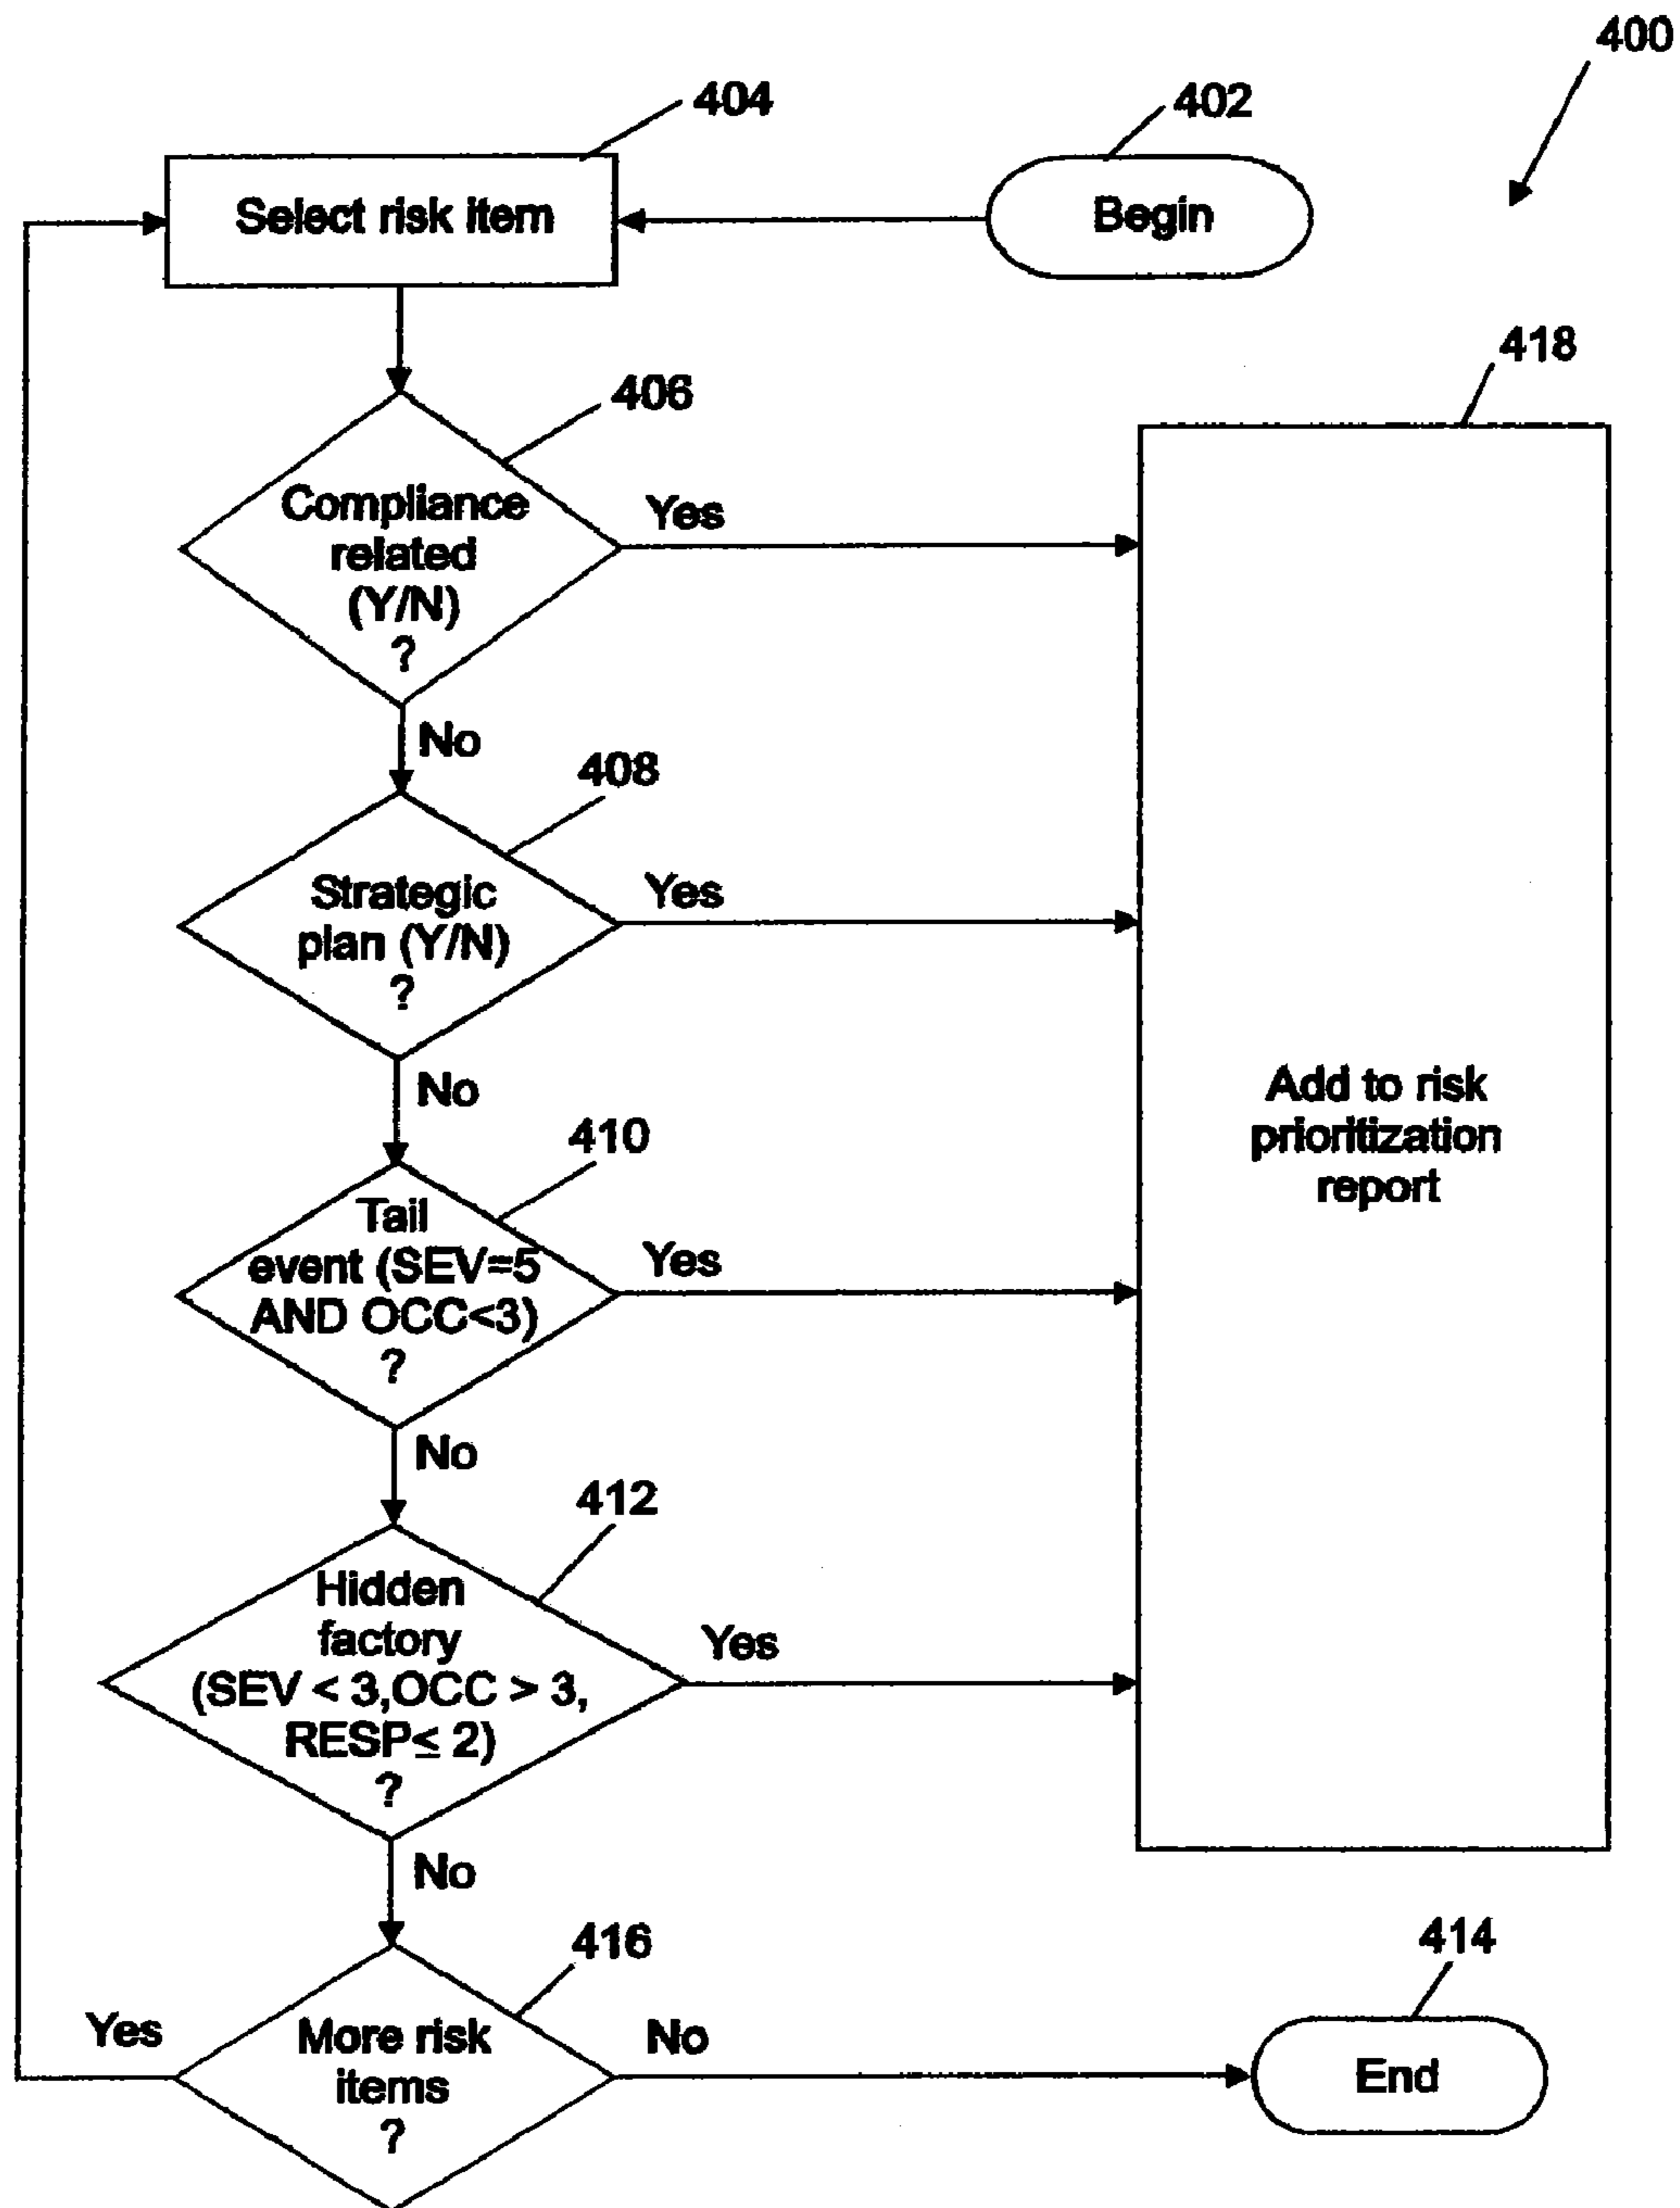 400
404
402
Select risk item
Begin
418
406
Compliance
related
(Y/N)
?
Yes
No
408
Strategic
plan (Y/N)
?
Yes
No
410
Tail
event (SEV=5
AND OCC<3)
?
Yes
No
Add to risk
prioritization
report
412
Hidden
factory
(SEV < 3,OCC > 3,
RESP≤ 2)
?
Yes
No
416
414
Yes
More risk
items
?
No
End